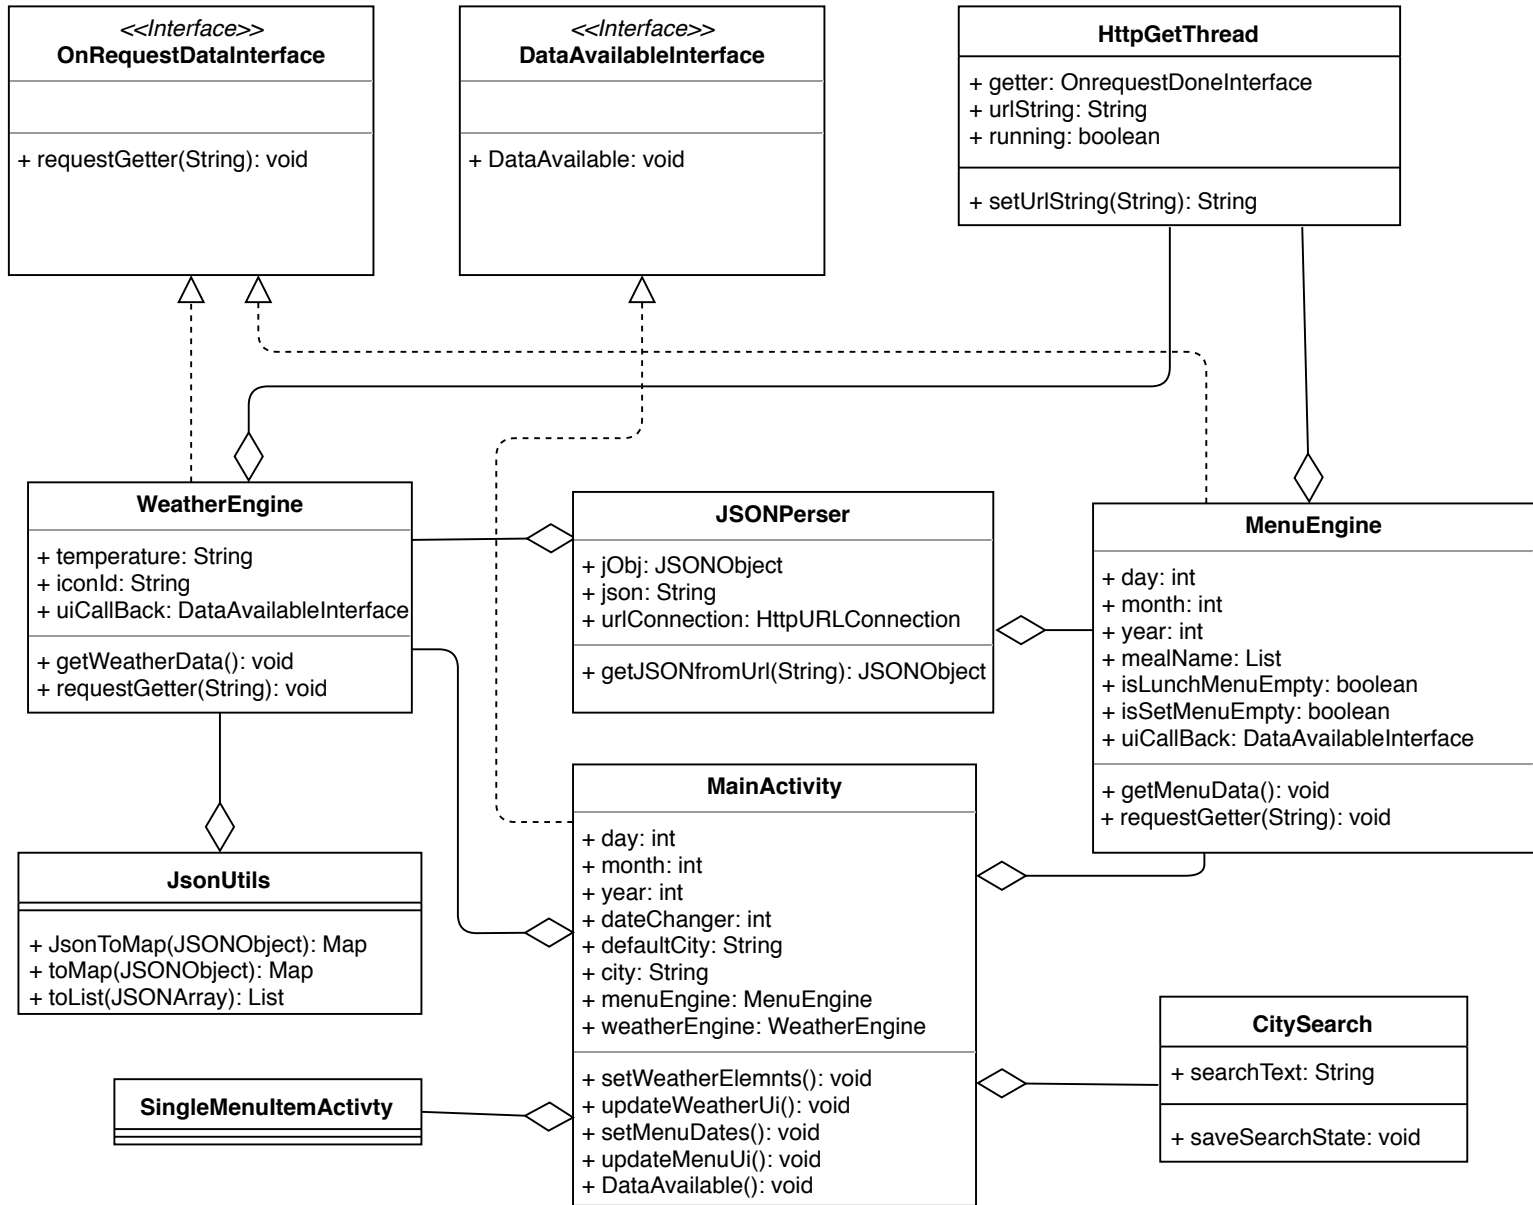 <<Interface>>
OnRequestDataInterface
+ requestGetter(String): void
<<Interface>>
DataAvailableInterface
+ DataAvailable: void
HttpGetThread
+ getter: OnrequestDoneInterface
+ urlString: String
+ running: boolean
+ setUrlString(String): String
WeatherEngine
+ temperature: String
+ iconId: String
+ uiCallBack: DataAvailableInterface
+ getWeatherData(): void
+ requestGetter(String): void
JSONPerser
+ jObj: JSONObject
+ json: String
+ urlConnection: HttpURLConnection
+ getJSONfromUrl(String): JSONObject
MenuEngine
+ day: int
+ month: int
+ year: int
+ mealName: List
+ isLunchMenuEmpty: boolean
+ isSetMenuEmpty: boolean
+ uiCallBack: DataAvailableInterface
+ getMenuData(): void
+ requestGetter(String): void
JsonUtils
+ JsonToMap(JSONObject): Map
+ toMap(JSONObject): Map
+ toList(JSONArray): List
MainActivity
+ day: int
+ month: int
+ year: int
+ dateChanger: int
+ defaultCity: String
+ city: String
+ menuEngine: MenuEngine
+ weatherEngine: WeatherEngine
+ setWeatherElemnts(): void
+ updateWeatherUi(): void
+ setMenuDates(): void
+ updateMenuUi(): void
+ DataAvailable(): void
SingleMenuItemActivty
CitySearch
+ searchText: String
+ saveSearchState: void